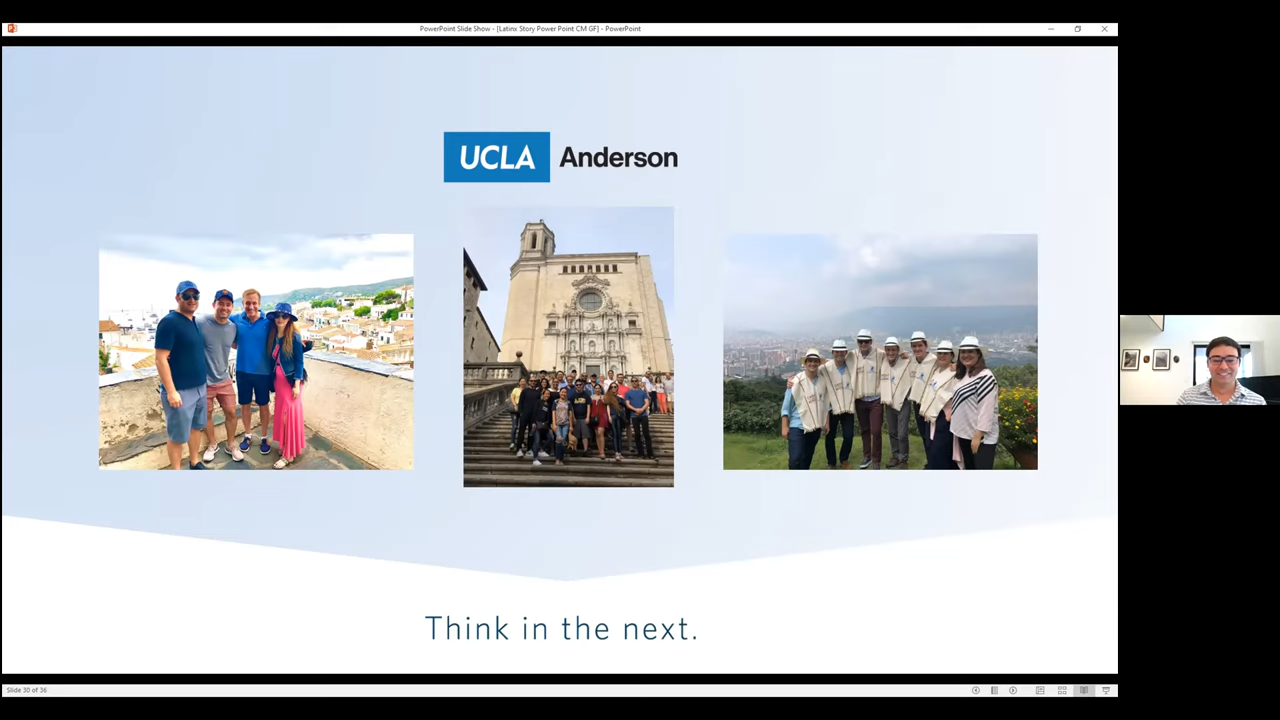 PowerPoint Slide Show - [Latinx Story Power Point CM GF] - PowerPoint
UCLA Anderson
Think in the next.
Slide 30 of 36